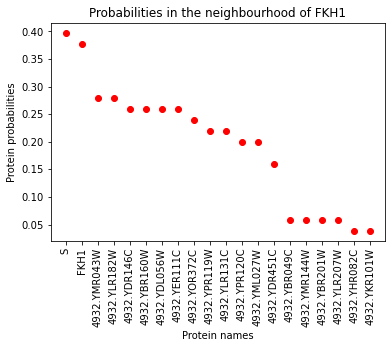 Probabilities in the neighbourhood of FKH1
Protein probabilities
0.40
0.35
0.30
0.25
0.20
0.15
0.10
0.05
S
FKH1
4932.YMR043W
4932.YLR182W
4932.YDR146C
4932.YBR160W
4932.YDL056W
4932.YER111C
4932.YOR372C
4932.YPR119W
4932.YLR131C
4932.YPR120C
4932.YML027W
4932.YDR451C
4932.YBR049C
4932.YMR144W
4932.YBR201W
4932.YLR207W
4932.YHR082C
4932.YKR101W
Protein names